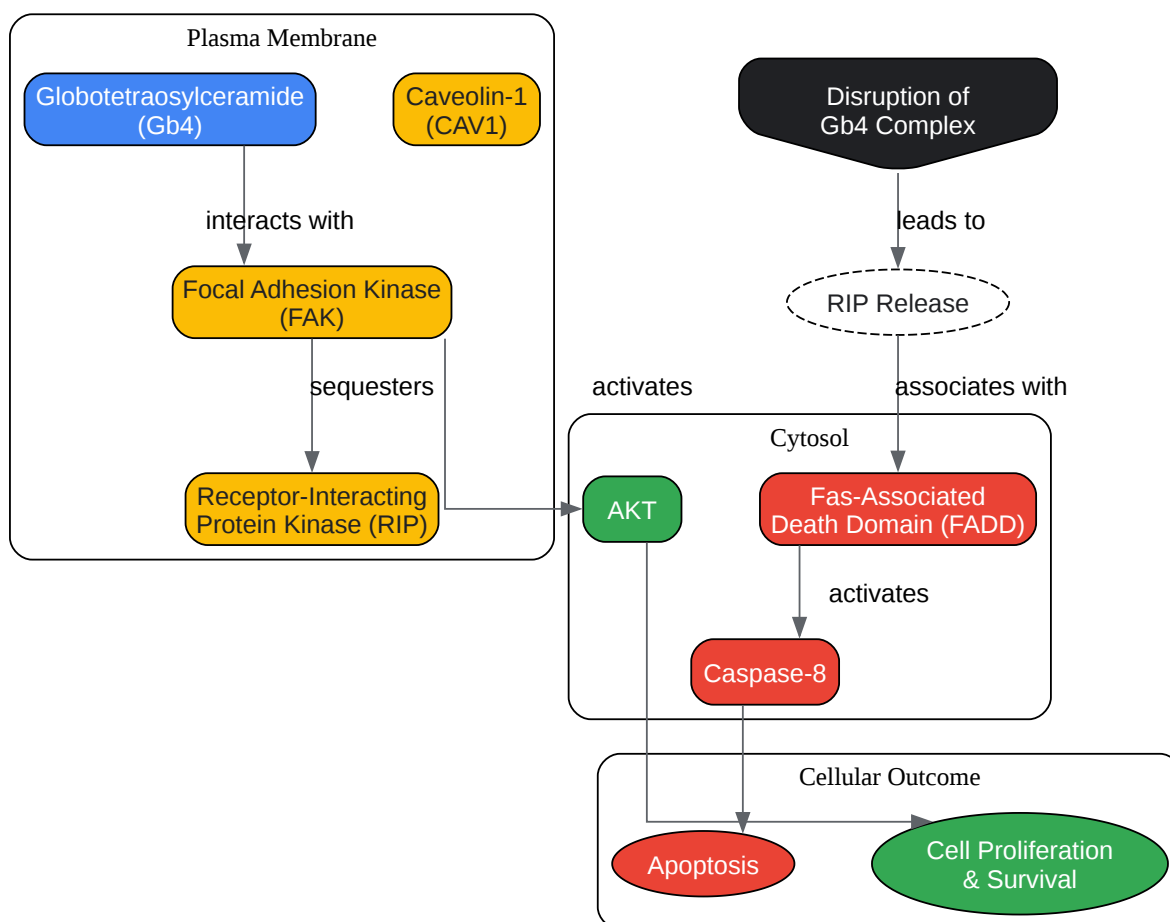 Plasma Membrane
Globotetraosylceramide
(Gb4)
Caveolin-1
(CAV1)
Disruption of
Gb4 Complex
interacts with
leads to
Focal Adhesion Kinase
(FAK)
RIP Release
sequesters
activates
associates with
Cytosol
Receptor-Interacting
Protein Kinase (RIP)
AKT
Fas-Associated
Death Domain (FADD)
activates
Caspase-8
Cellular Outcome
Apoptosis
Cell Proliferation
& Survival